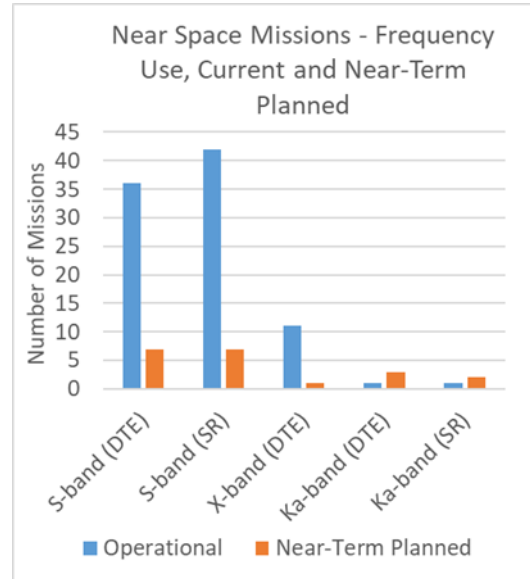 Near Space Missions - Frequency
Use, Current and Near-Term
Planned
Number of Missions
45
40
35
30
25
20
15
10
5
0
S-band (DTE)
S-band (SR)
X-band (DTE)
Ka-band (DTE)
Ka-band (SR)
Operational
Near-Term Planned